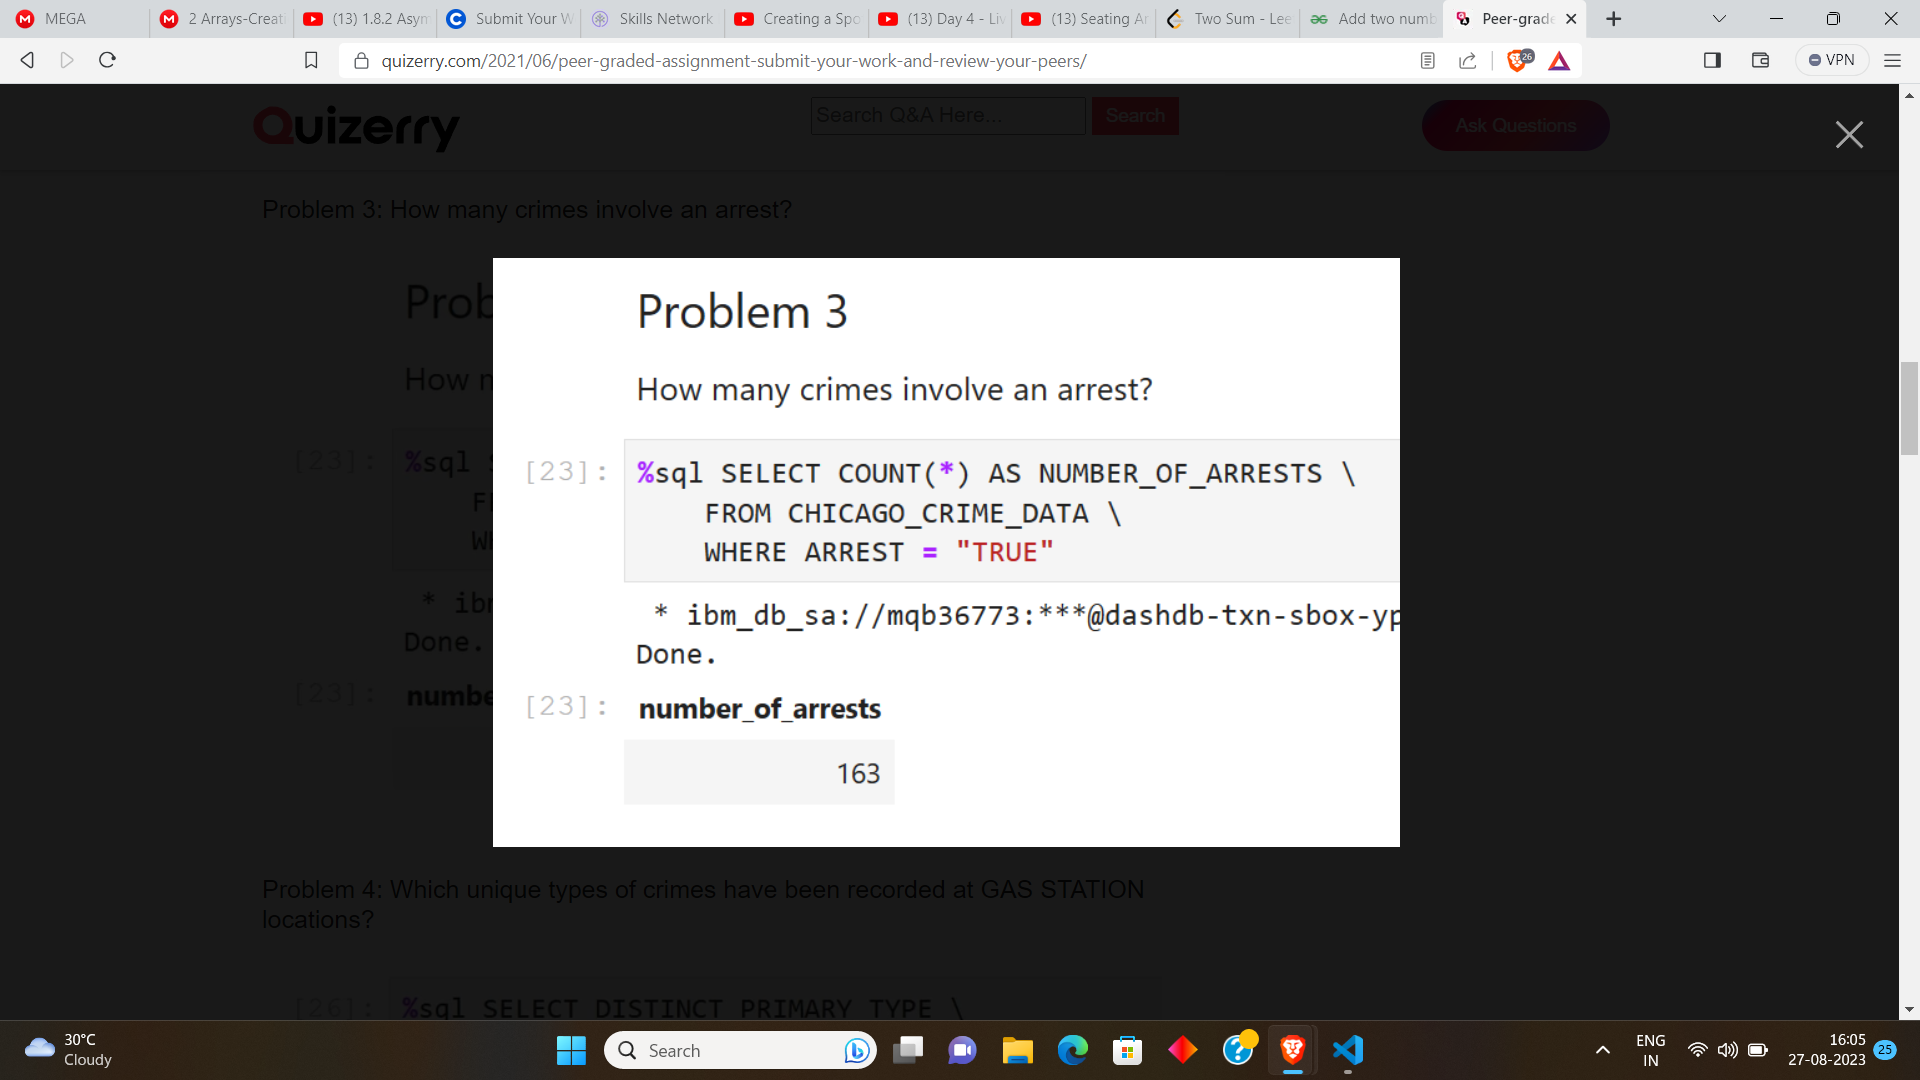 MEGA
2 Arrays-Creati
(13) 1.8.2 Asym
Submit Your W
Skills Network
Creating a Spo
(13) Day 4 - Liv
(13) Seating Ar
Two Sum - Lee
Add two numb
Peer-grade
quizerry.com/2021/06/peer-graded-assignment-submit-your-work-and-review-your-peers/
26
VPN
Quizerry
Search Q&A Here...
Search
Ask Questions
Problem 3: How many crimes involve an arrest?
Prob
How
[23]:
%sql
* ibm
Done.
[23]:
numbe
Problem 3
How many crimes involve an arrest?
[23]:
%sql SELECT COUNT(*) AS NUMBER_OF_ARRESTS \
FROM CHICAGO_CRIME_DATA \
WHERE ARREST = "TRUE"
* ibm_db_sa://mqb36773:***@dashdb-txn-sbox-yp
Done.
[23]:
number_of_arrests
163
Problem 4: Which unique types of crimes have been recorded at GAS STATION
locations?
[26]:
%sql SELECT DISTINCT PRIMARY_TYPE \
30°C
Cloudy
Search
ENG
IN
16:05
27-08-2023
25